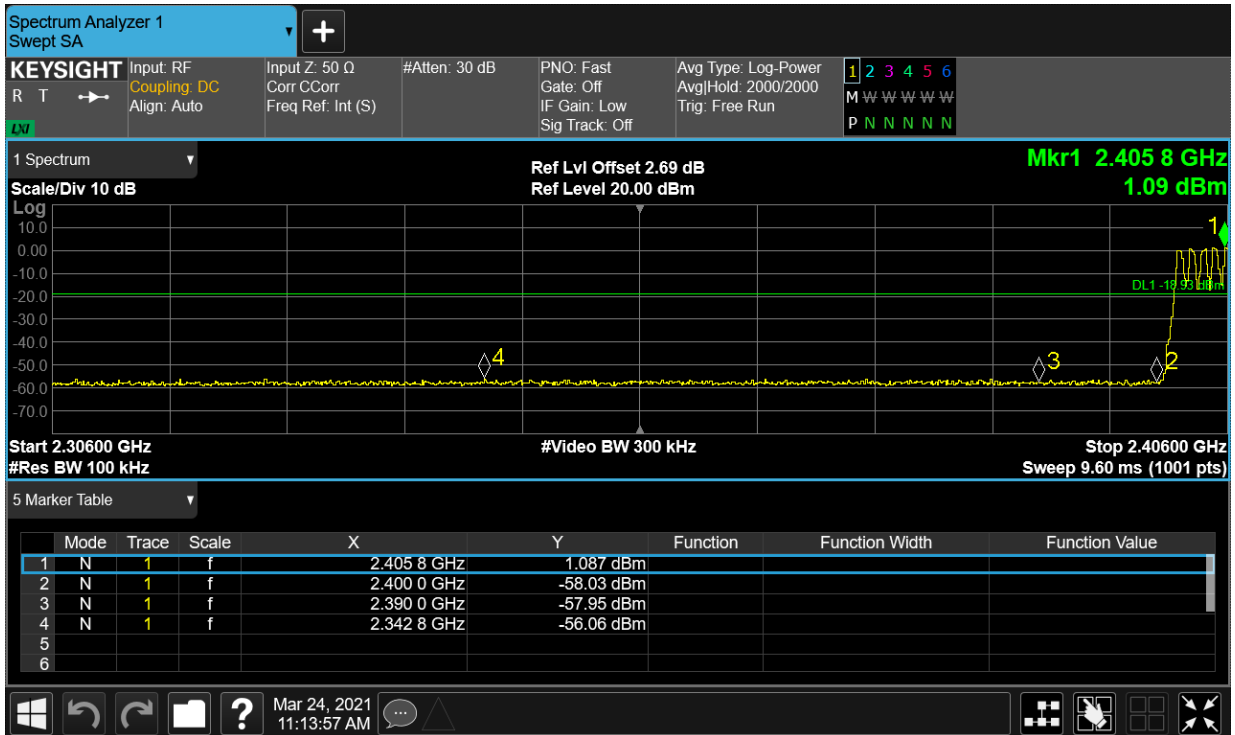 Spectrum Analyzer 1
Swept SA
KEYSIGHT
R T
LXI
Input: RF
Coupling: DC
Align: Auto
Input Z: 50 Ω
Corr CCorr
Freq Ref: Int (S)
#Atten: 30 dB
PNO: Fast
Gate: Off
IF Gain: Low
Sig Track: Off
Avg Type: Log-Power
Avg|Hold: 2000/2000
Trig: Free Run
1 2 3 4 5 6
M W W W W W
P N N N N N
1 Spectrum
Scale/Div 10 dB
Ref Lvl Offset 2.69 dB
Ref Level 20.00 dBm
Mkr1 2.405 8 GHz
1.09 dBm
Log
10.0
0.00
-10.0
-20.0
-30.0
-40.0
-50.0
-60.0
-70.0
1
DL1 -18.93 dBm
4
3
2
Start 2.30600 GHz
#Res BW 100 kHz
#Video BW 300 kHz
Stop 2.40600 GHz
Sweep 9.60 ms (1001 pts)
5 Marker Table
Mode Trace Scale X Y Function Function Width Function Value
1 N 1 f 2.405 8 GHz 1.087 dBm
2 N 1 f 2.400 0 GHz -58.03 dBm
3 N 1 f 2.390 0 GHz -57.95 dBm
4 N 1 f 2.342 8 GHz -56.06 dBm
5
6
?
Mar 24, 2021
11:13:57 AM